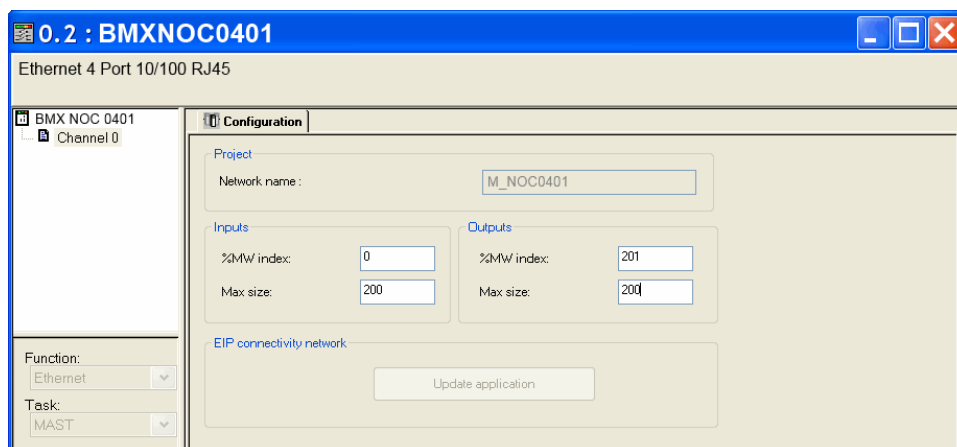 0.2 : BMXNOC0401
Ethernet 4 Port 10/100 RJ45
BMX NOC 0401
Channel 0
Function:
Ethernet
Task:
MAST
Configuration
Project
Network name :
M_NOC0401
Inputs
%MW index:
0
Max size:
200
Outputs
%MW index:
201
Max size:
200
EIP connectivity network
Update application